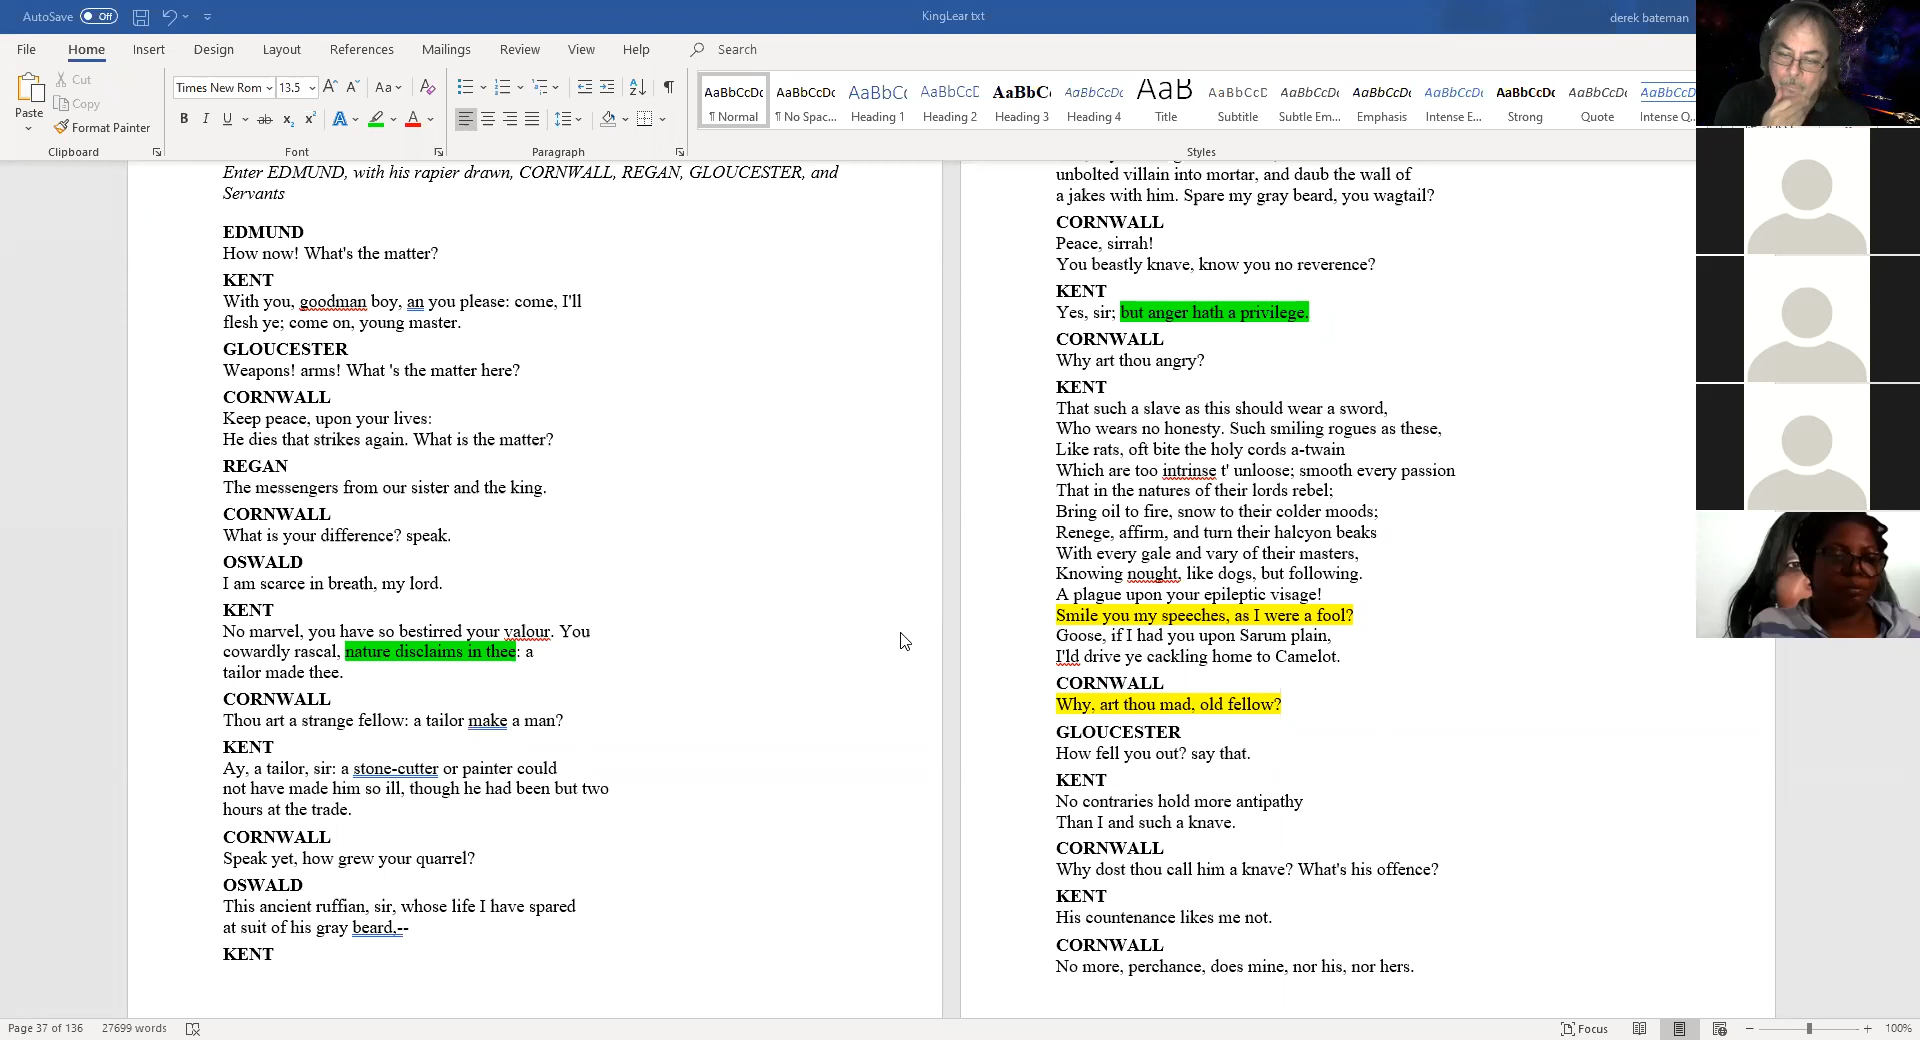 AutoSave Off
KingLear txt
derek bateman
File Home Insert Design Layout References Mailings Review View Help Search
Paste
Cut
Copy
Format Painter
Clipboard
Times New Rom 13.5
Font
Paragraph
AaBbCcDc AaBbCcDc AaBbC AaBbCcD AaBbC AaBbCcDc AaB AaBbCcD AaBbCcDc AaBbCcDc AaBbCcDc AaBbCcDc AaBbCcDc AaBbCcDc
¶ Normal ¶ No Spac... Heading 1 Heading 2 Heading 3 Heading 4 Title Subtitle Subtle Em... Emphasis Intense E... Strong Quote Intense Q...
Styles
Enter EDMUND, with his rapier drawn, CORNWALL, REGAN, GLOUCESTER, and
Servants
EDMUND
How now! What's the matter?
KENT
With you, goodman boy, an you please: come, I'll
flesh ye; come on, young master.
GLOUCESTER
Weapons! arms! What 's the matter here?
CORNWALL
Keep peace, upon your lives:
He dies that strikes again. What is the matter?
REGAN
The messengers from our sister and the king.
CORNWALL
What is your difference? speak.
OSWALD
I am scarce in breath, my lord.
KENT
No marvel, you have so bestirred your valour. You
cowardly rascal, nature disclaims in thee: a
tailor made thee.
CORNWALL
Thou art a strange fellow: a tailor make a man?
KENT
Ay, a tailor, sir: a stone-cutter or painter could
not have made him so ill, though he had been but two
hours at the trade.
CORNWALL
Speak yet, how grew your quarrel?
OSWALD
This ancient ruffian, sir, whose life I have spared
at suit of his gray beard,--
KENT
unbolted villain into mortar, and daub the wall of
a jakes with him. Spare my gray beard, you wagtail?
CORNWALL
Peace, sirrah!
You beastly knave, know you no reverence?
KENT
Yes, sir; but anger hath a privilege.
CORNWALL
Why art thou angry?
KENT
That such a slave as this should wear a sword,
Who wears no honesty. Such smiling rogues as these,
Like rats, oft bite the holy cords a-twain
Which are too intrinse t' unloose; smooth every passion
That in the natures of their lords rebel;
Bring oil to fire, snow to their colder moods;
Renege, affirm, and turn their halcyon beaks
With every gale and vary of their masters,
Knowing nought, like dogs, but following.
A plague upon your epileptic visage!
Smile you my speeches, as I were a fool?
Goose, if I had you upon Sarum plain,
I'ld drive ye cackling home to Camelot.
CORNWALL
Why, art thou mad, old fellow?
GLOUCESTER
How fell you out? say that.
KENT
No contraries hold more antipathy
Than I and such a knave.
CORNWALL
Why dost thou call him a knave? What's his offence?
KENT
His countenance likes me not.
CORNWALL
No more, perchance, does mine, nor his, nor hers.
Page 37 of 136 27699 words
Focus
100%